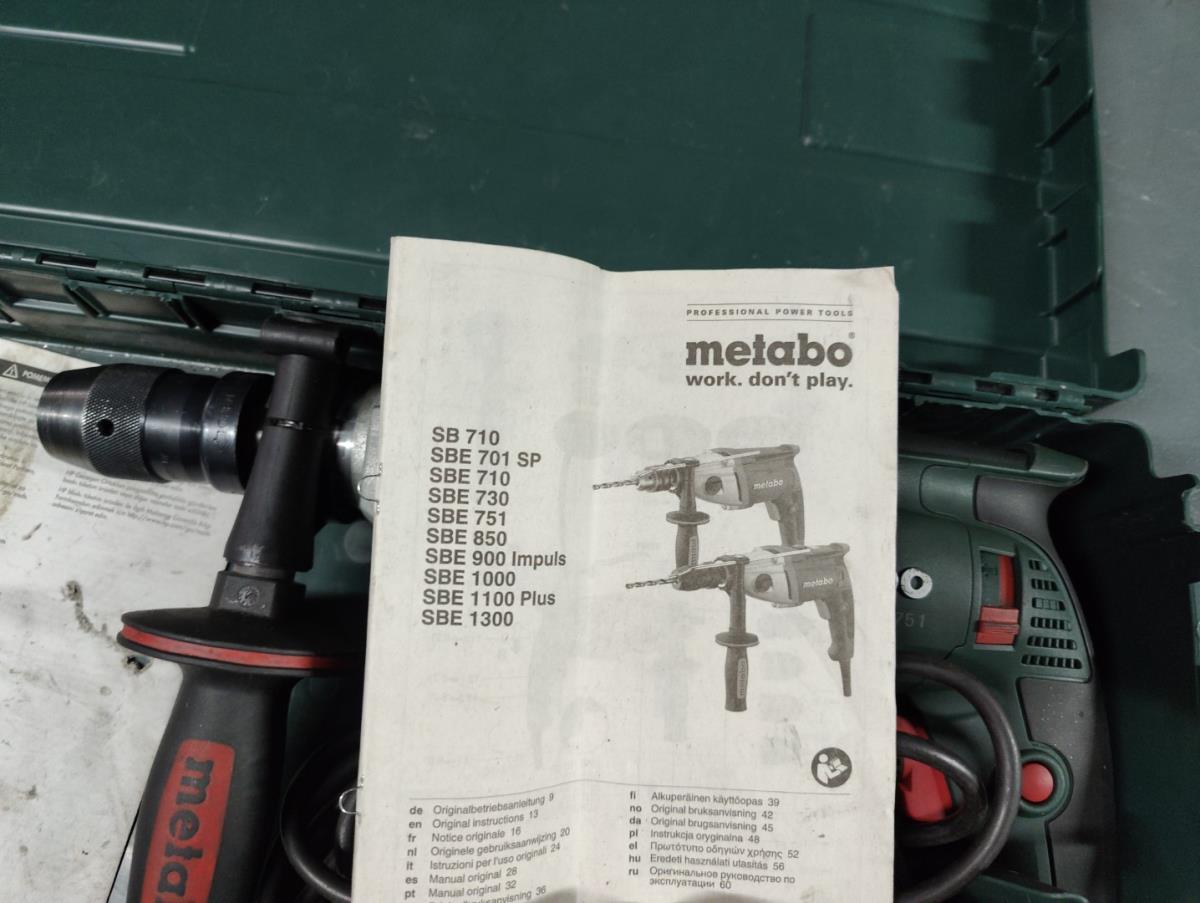 PROFESSIONAL POWER TOOLS
metabo®
work. don't play.
SB 710
SBE 701 SP
SBE 710
SBE 730
SBE 751
SBE 850
SBE 900 Impuls
SBE 1000
SBE 1100 Plus
SBE 1300
metabo
metabo
de Originalbetriebsanleitung 9
en Original instructions 13
fr Notice originale 16
nl Originele gebruiksaanwijzing 20
it Istruzioni per l'uso originali 24
es Manual original 28
pt Manual original 32
36
fi Alkuperäinen käyttöopas 39
no Original bruksanvisning 42
da Original brugsanvisning 45
pl Instrukcja oryginalna 48
el Πρωτότυπο οδηγιών χρήσης 52
hu Eredeti használati utasítás 56
ru Оригинальное руководство по
эксплуатации 60
751
meta